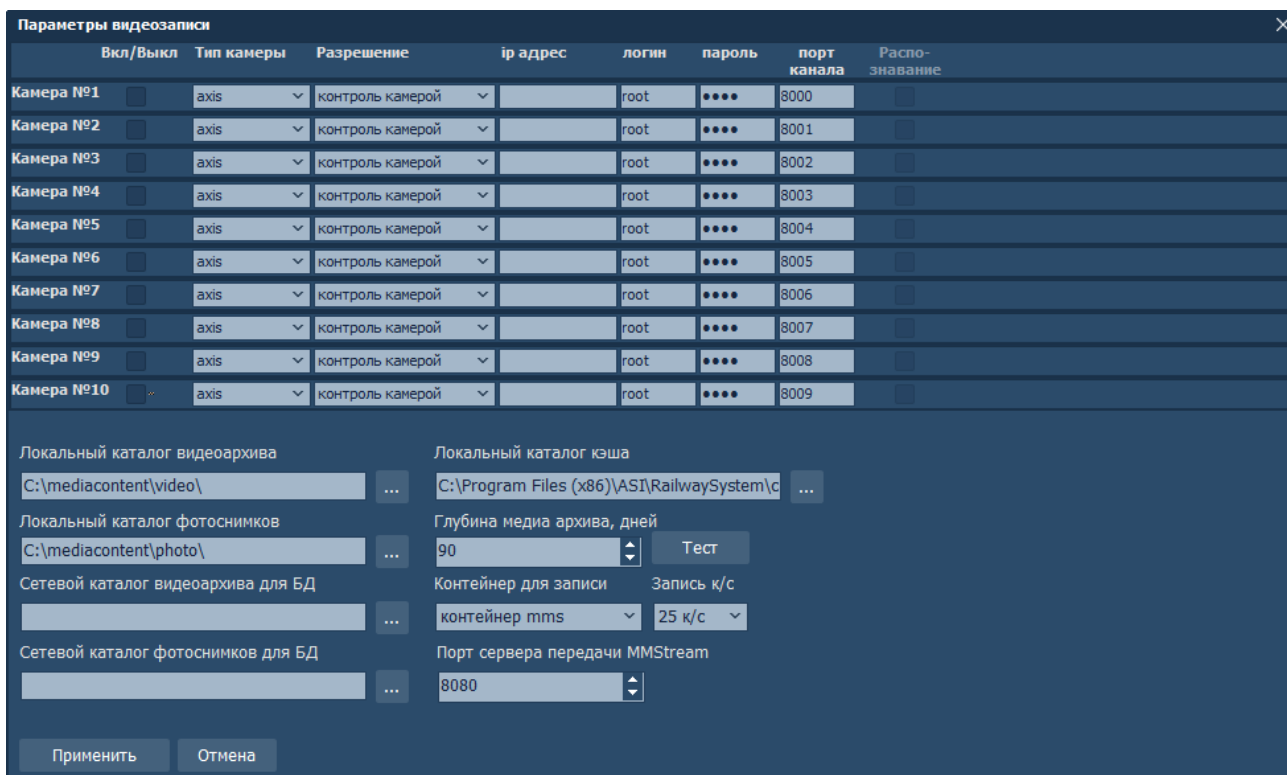 Параметры видеозаписи
Вкл/Выкл Тип камеры Разрешение ip адрес логин пароль порт канала Распо-знавание
Камера №1 axis контроль камерой root •••• 8000
Камера №2 axis контроль камерой root •••• 8001
Камера №3 axis контроль камерой root •••• 8002
Камера №4 axis контроль камерой root •••• 8003
Камера №5 axis контроль камерой root •••• 8004
Камера №6 axis контроль камерой root •••• 8005
Камера №7 axis контроль камерой root •••• 8006
Камера №8 axis контроль камерой root •••• 8007
Камера №9 axis контроль камерой root •••• 8008
Камера №10 axis контроль камерой root •••• 8009
Локальный каталог видеоархива Локальный каталог кэша
C:\mediacontent\video\ ... C:\Program Files (x86)\ASI\RailwaySystem\c ...
Локальный каталог фотоснимков Глубина медиа архива, дней
C:\mediacontent\photo\ ... 90 Тест
Сетевой каталог видеоархива для БД Контейнер для записи Запись к/с
... контейнер mms 25 к/с
Сетевой каталог фотоснимков для БД Порт сервера передачи MMStream
... 8080
Применить Отмена